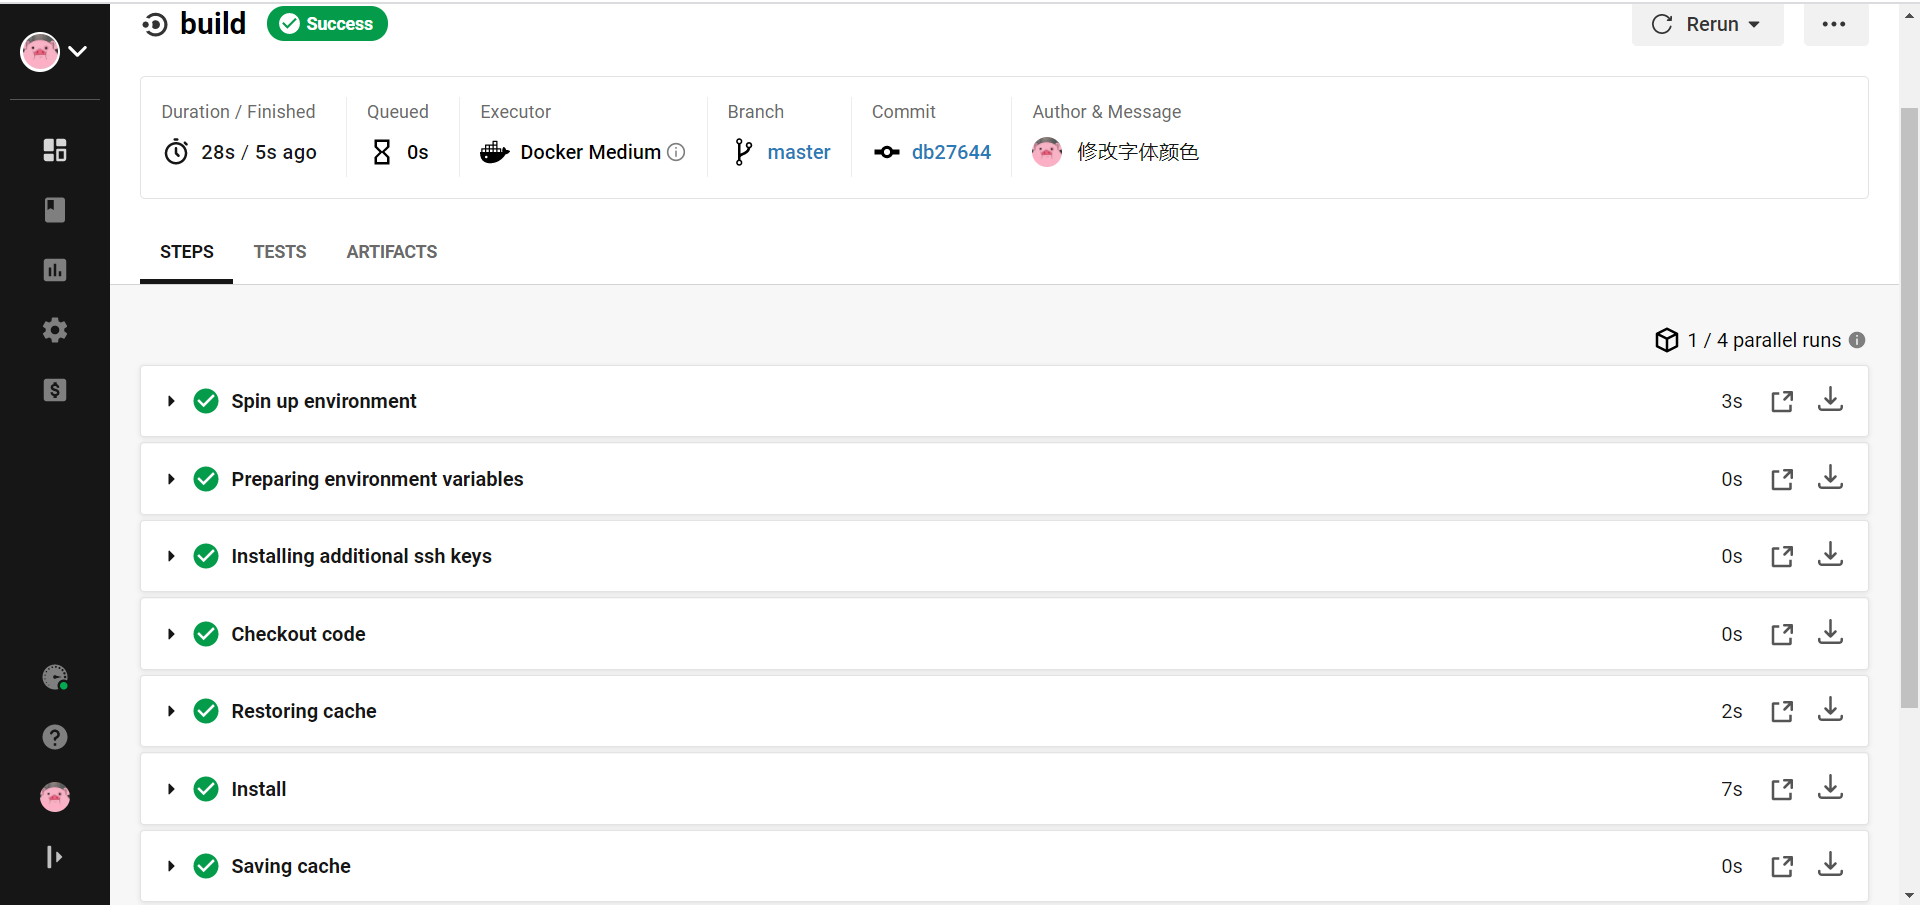 build Success Rerun
Duration / Finished Queued Executor Branch Commit Author & Message
28s / 5s ago 0s Docker Medium master db27644 修改字体颜色
STEPS TESTS ARTIFACTS
1 / 4 parallel runs
Spin up environment 3s
Preparing environment variables 0s
Installing additional ssh keys 0s
Checkout code 0s
Restoring cache 2s
Install 7s
Saving cache 0s